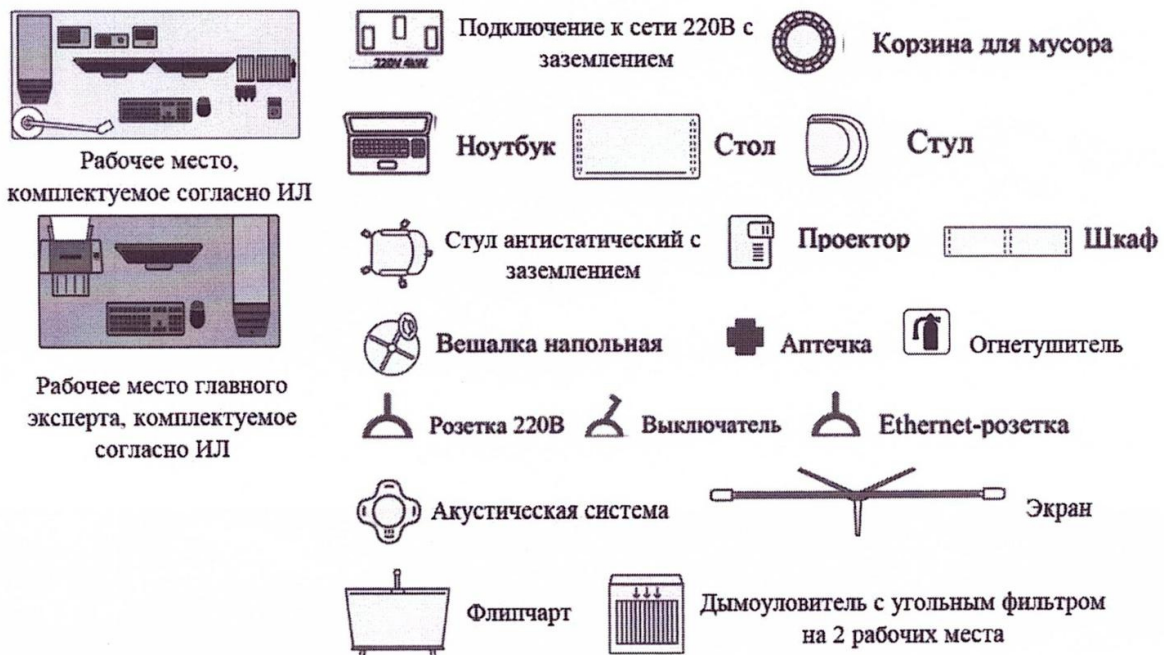 Рабочее место,
комплектуемое согласно ИЛ
Рабочее место главного
эксперта, комплектуемое
согласно ИЛ
220V 4kW
Подключение к сети 220В с
заземлением
Корзина для мусора
Ноутбук
Стол
Стул
Стул антистатический с
заземлением
Проектор
Шкаф
Вешалка напольная
Аптечка
Огнетушитель
Розетка 220В
Выключатель
Ethernet-розетка
Акустическая система
Экран
Флипчарт
Дымоуловитель с угольным фильтром
на 2 рабочих места